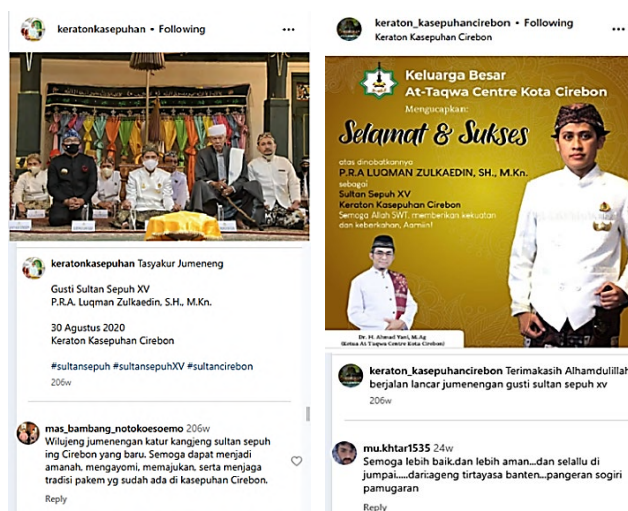 keratonkasepuhan • Following
keratonkasepuhan Tasyakur Jumeneng
Gusti Sultan Sepuh XV
P.R.A. Luqman Zulkaedin, S.H., M.Kn.
30 Agustus 2020
Keraton Kasepuhan Cirebon
#sultansepuh #sultansepuhXV #sultancirebon
206w
mas_bambang_notokoesoemo 206w
Wilujeng jumenengan katur kangjeng sultan sepuh
ing Cirebon yang baru. Semoga dapat menjadi
amanah, mengayomi, memajukan, serta menjaga
tradisi pakem yg sudah ada di kasepuhan Cirebon.
Reply
keraton_kasepuhancirebon • Following
Keraton Kasepuhan Cirebon
Keluarga Besar
At-Taqwa Centre Kota Cirebon
Mengucapkan:
Selamat & Sukses
atas dinobatkannya
P.R.A LUQMAN ZULKAEDIN, SH., M.Kn.
sebagai
Sultan Sepuh XV
Keraton Kasepuhan Cirebon
Semoga Allah SWT, memberikan kekuatan
dan keberkahan, Aamiin!
Dr. H. Ahmad Yani, M.Ag
(Ketua At-Taqwa Centre Kota Cirebon)
keraton_kasepuhancirebon Terimakasih Alhamdulillah
berjalan lancar jumenengan gusti sultan sepuh xv
206w
mu.khtar1535 24w
Semoga lebih baik.dan lebih aman...dan selallu di
jumpai.....dari:ageng tirtayasa banten...pangeran sogiri
pamugaran
Reply